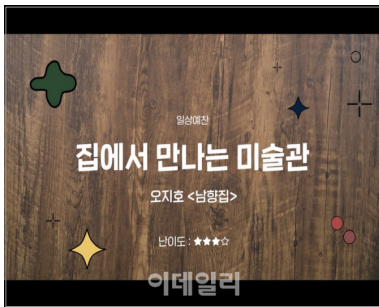 일상예찬
집에서 만나는 미술관
오지호 <남향집>
난이도 : ★★★☆
이데일리